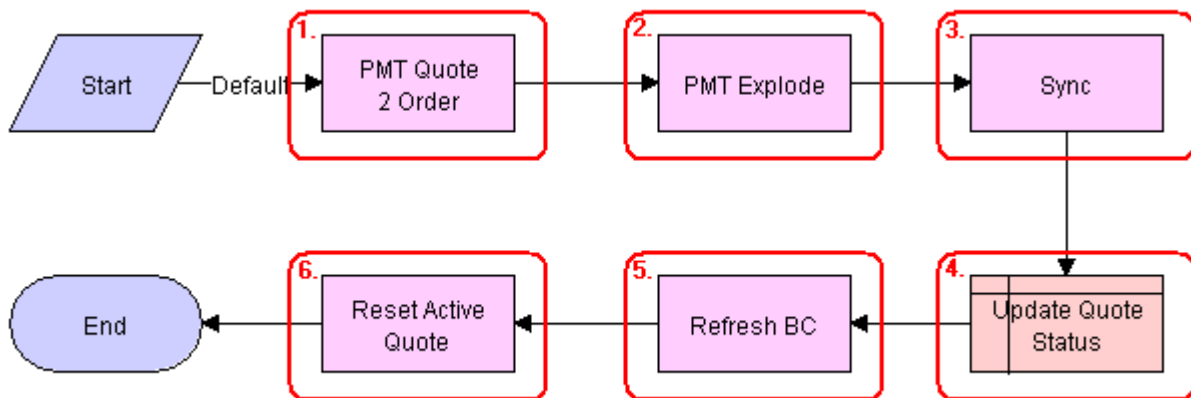 1.
2.
3.
Start
Default
PMT Quote
2 Order
PMT Explode
Sync
6.
5.
4.
End
Reset Active
Quote
Refresh BC
Update Quote
Status